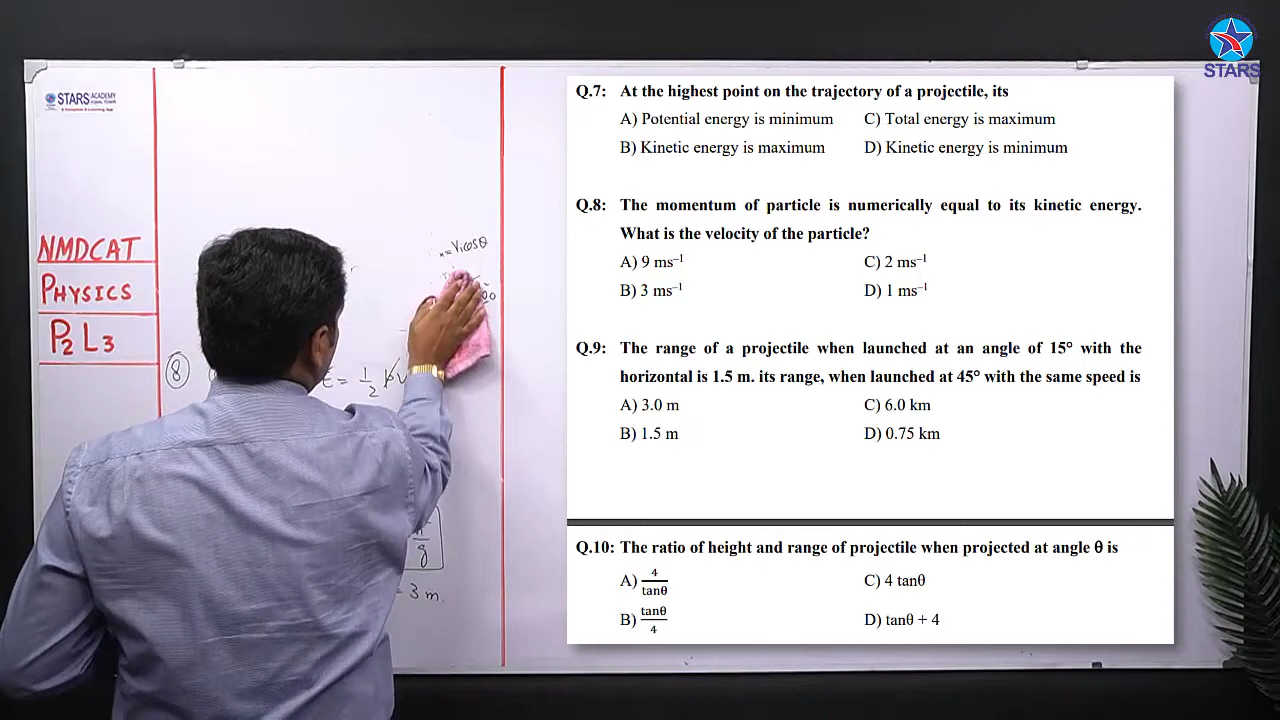 STARS
STARS ACADEMY
NMDCAT
PHYSICS
P2 L3
= Vicosθ
8
E = 1/2
g
= 3 m.
Q.7: At the highest point on the trajectory of a projectile, its
A) Potential energy is minimum C) Total energy is maximum
B) Kinetic energy is maximum D) Kinetic energy is minimum
Q.8: The momentum of particle is numerically equal to its kinetic energy.
What is the velocity of the particle?
A) 9 ms⁻¹ C) 2 ms⁻¹
B) 3 ms⁻¹ D) 1 ms⁻¹
Q.9: The range of a projectile when launched at an angle of 15° with the
horizontal is 1.5 m. its range, when launched at 45° with the same speed is
A) 3.0 m C) 6.0 km
B) 1.5 m D) 0.75 km
Q.10: The ratio of height and range of projectile when projected at angle θ is
A) 4/tanθ C) 4 tanθ
B) tanθ/4 D) tanθ + 4